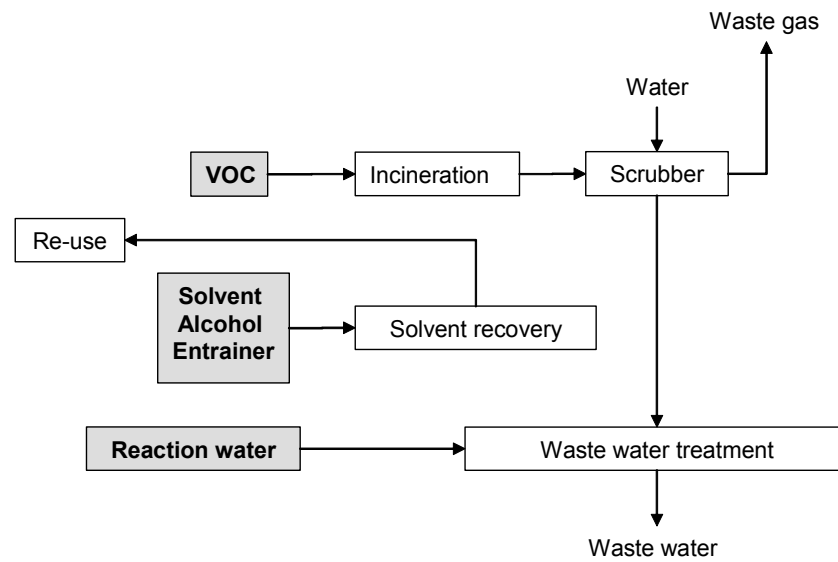 Waste gas
Water
VOC
Incineration
Scrubber
Re-use
Solvent
Alcohol
Entrainer
Solvent recovery
Reaction water
Waste water treatment
Waste water